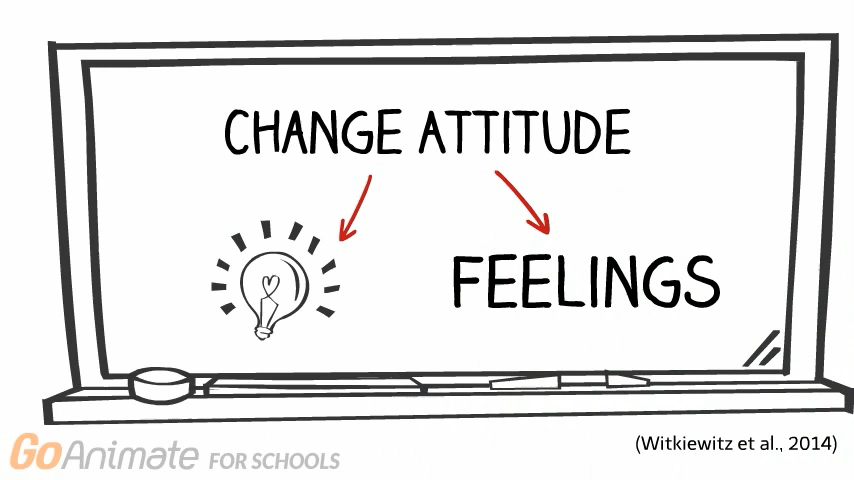 CHANGE ATTITUDE
FEELINGS
(Witkiewitz et al., 2014)
GoAnimate FOR SCHOOLS